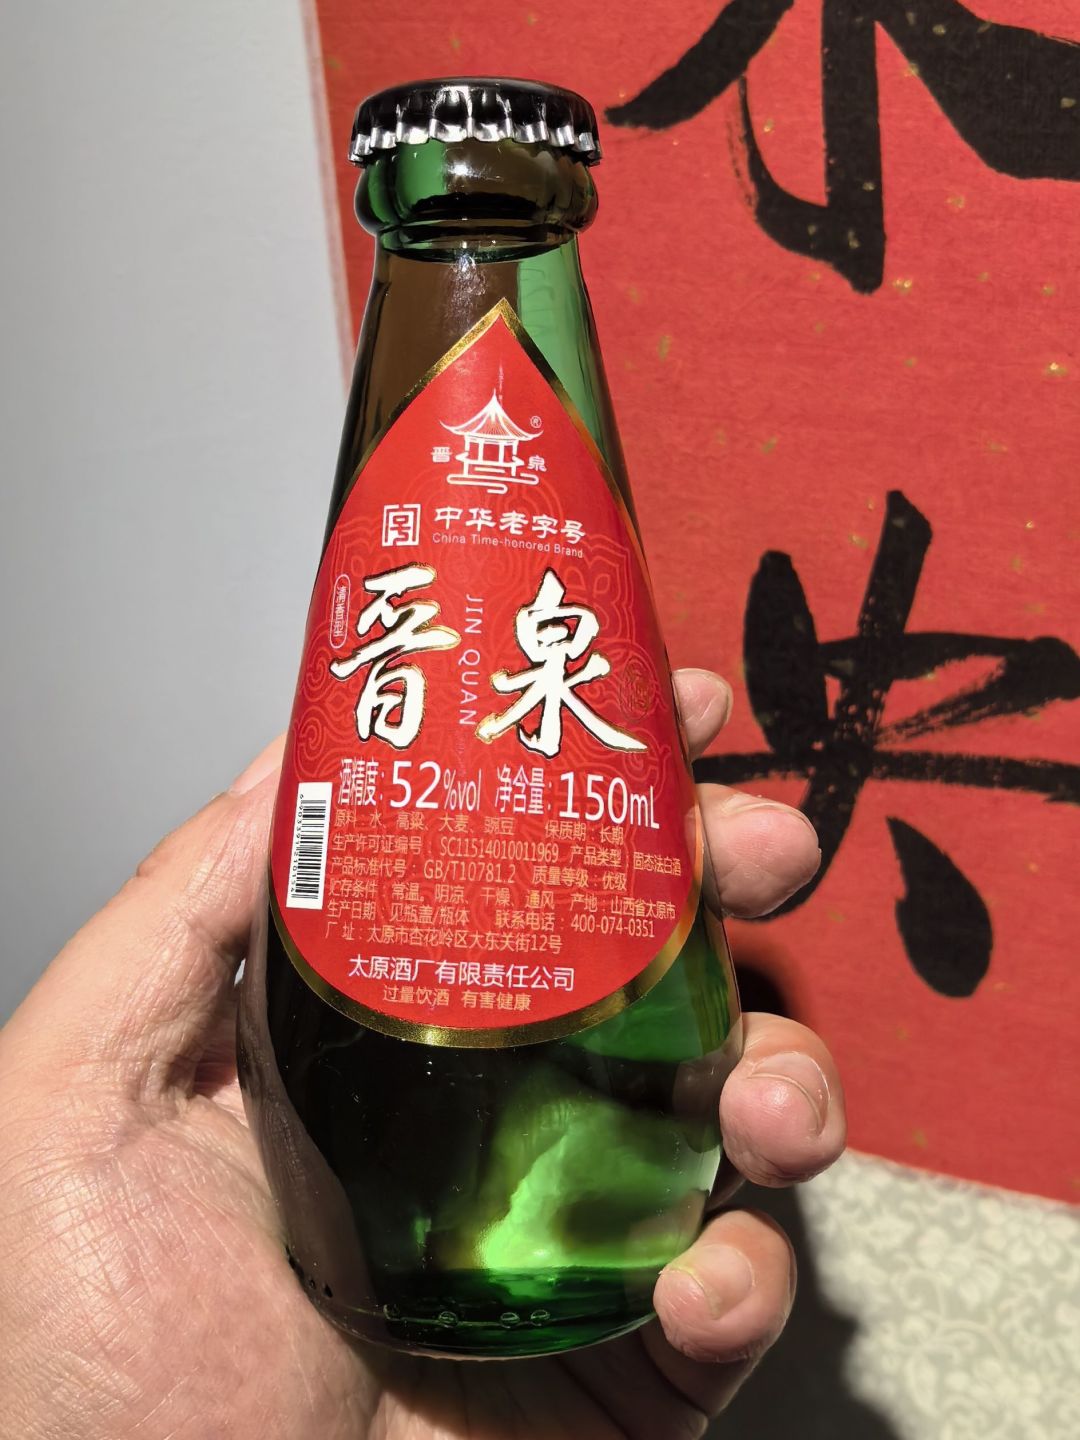 晋泉
®
号 中华老字号
China Time-honored Brand
清香型
晋泉
JIN QUAN
酒精度: 52%vol 净含量: 150mL
原料: 水、高粱、大麦、豌豆 保质期: 长期
生产许可证编号: SC11514010011969 产品类型: 固态法白酒
产品标准代号: GB/T10781.2 质量等级: 优级
贮存条件: 常温、阴凉、干燥、通风 产地: 山西省太原市
生产日期: 见瓶盖/瓶体 联系电话: 400-074-0351
厂址: 太原市杏花岭区大东关街12号
太原酒厂有限责任公司
过量饮酒 有害健康